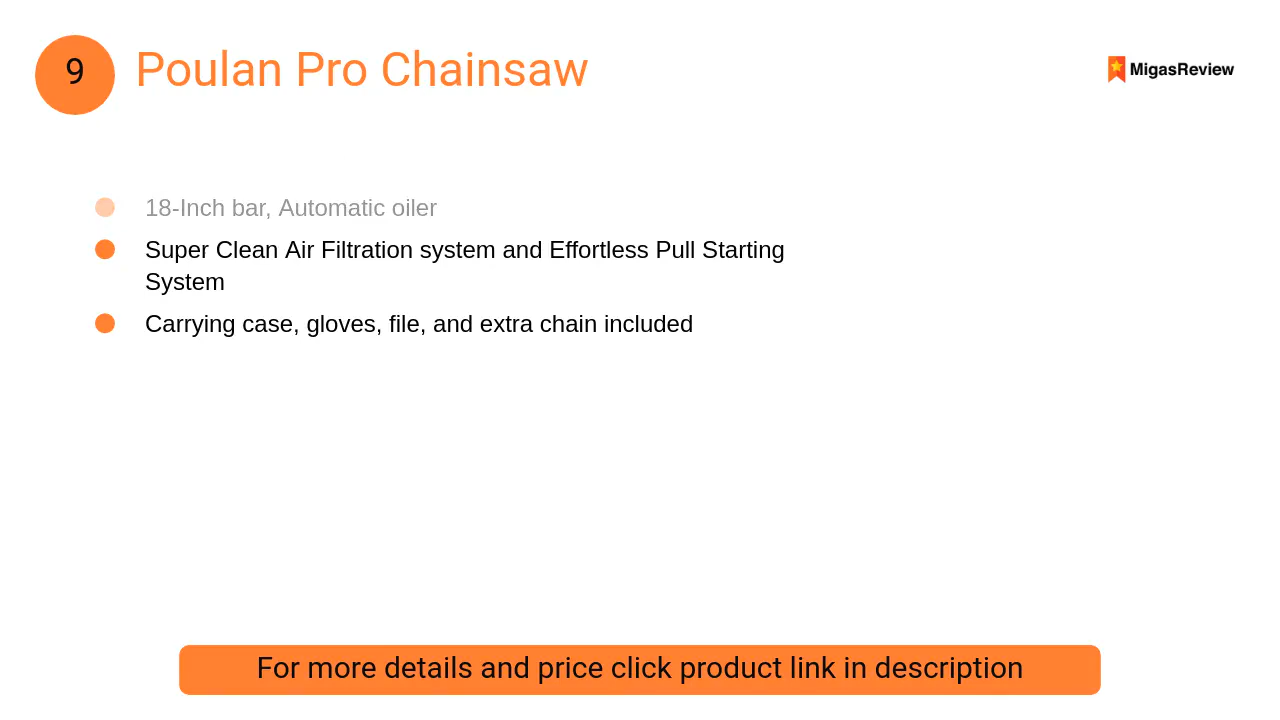 9
Poulan Pro Chainsaw
MigasReview
18-Inch bar, Automatic oiler
Super Clean Air Filtration system and Effortless Pull Starting
System
Carrying case, gloves, file, and extra chain included
For more details and price click product link in description